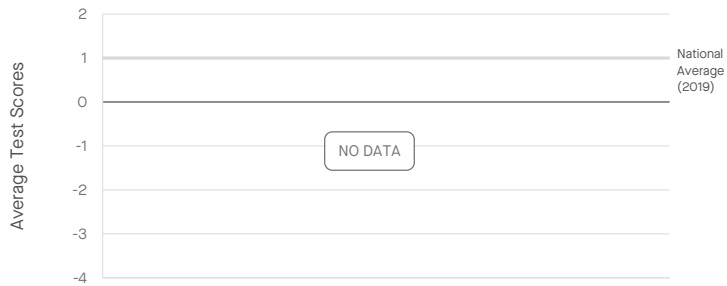 Average Test Scores
2
1
0
-1
-2
-3
-4
National
Average
(2019)
NO DATA